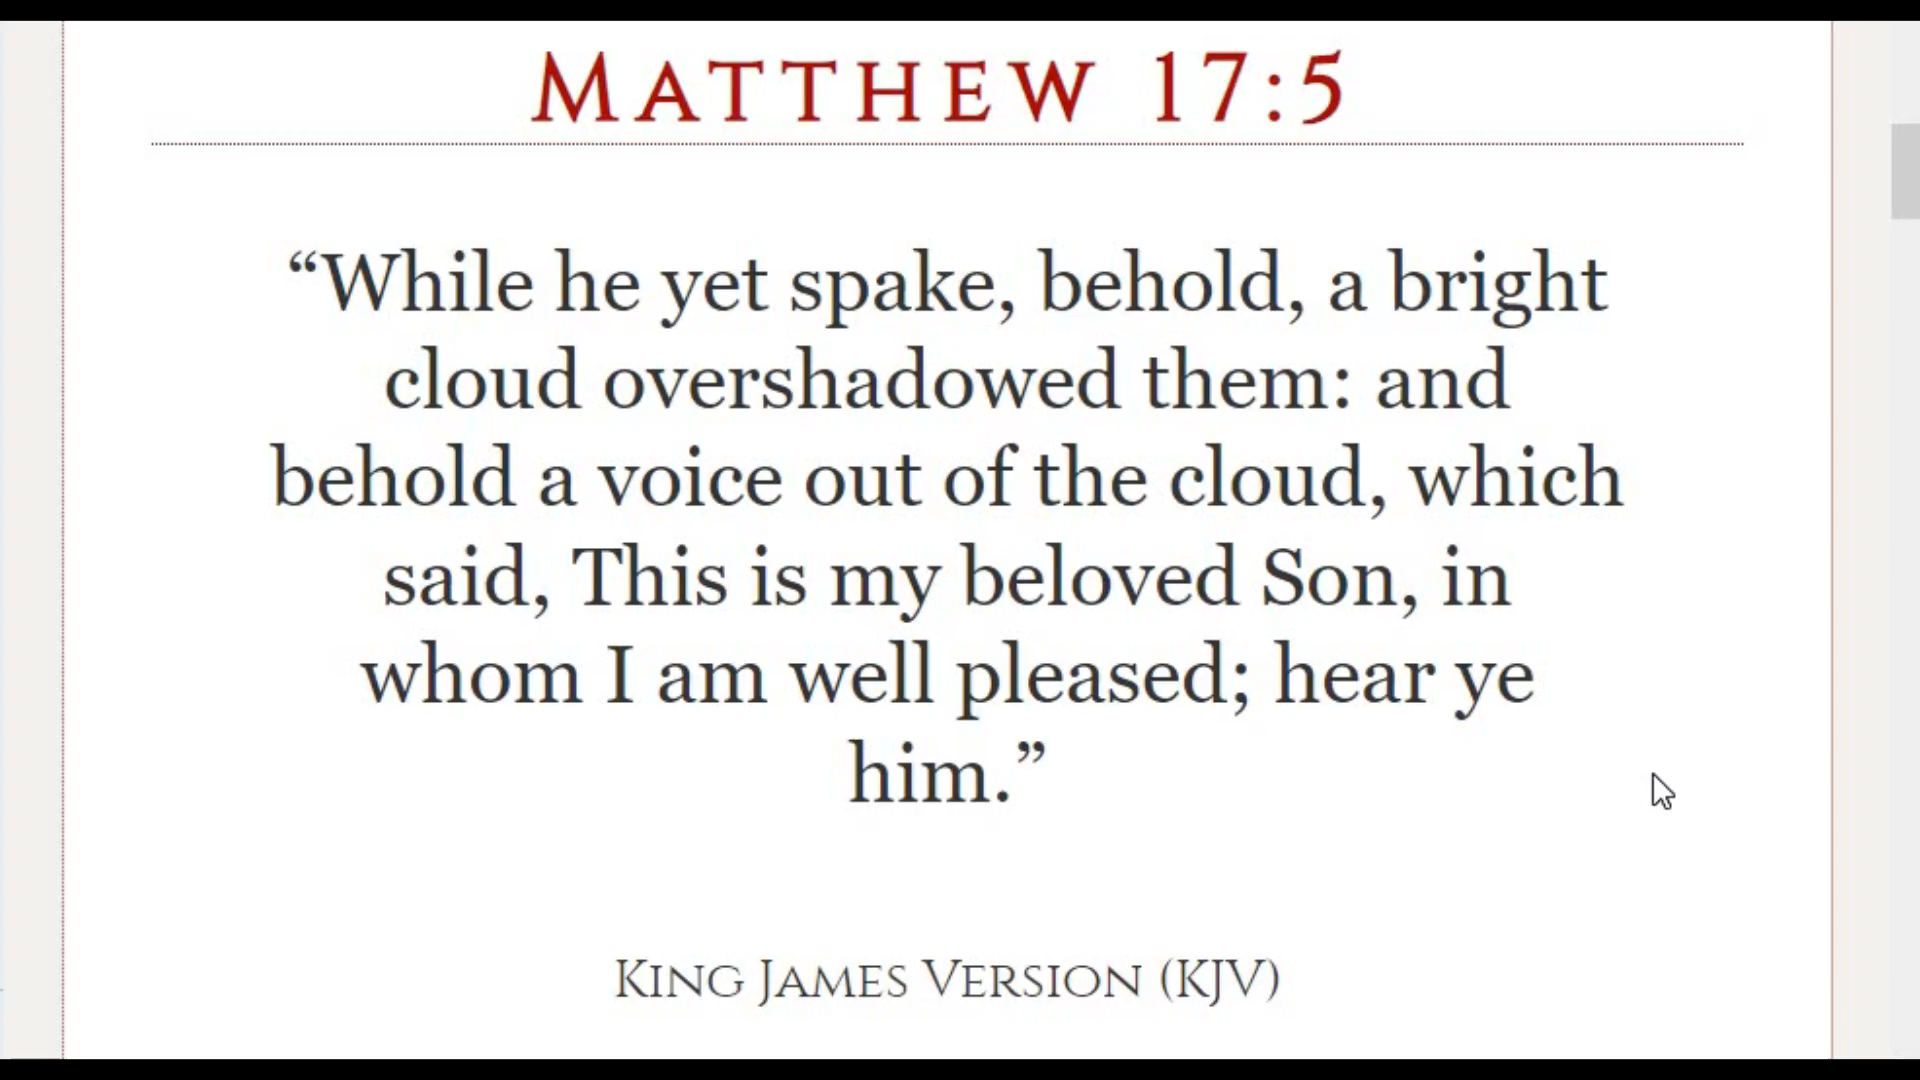 MATTHEW 17:5
“While he yet spake, behold, a bright
cloud overshadowed them: and
behold a voice out of the cloud, which
said, This is my beloved Son, in
whom I am well pleased; hear ye
him.”
KING JAMES VERSION (KJV)